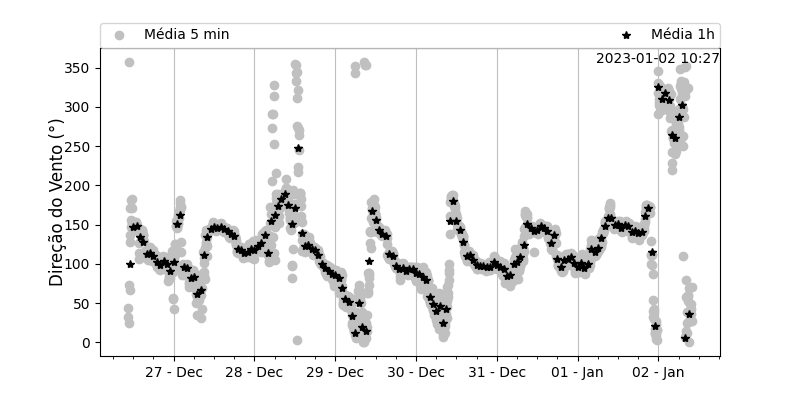 Média 5 min
Média 1h
2023-01-02 10:27
Direção do Vento (°)
350
300
250
200
150
100
50
0
27 - Dec
28 - Dec
29 - Dec
30 - Dec
31 - Dec
01 - Jan
02 - Jan